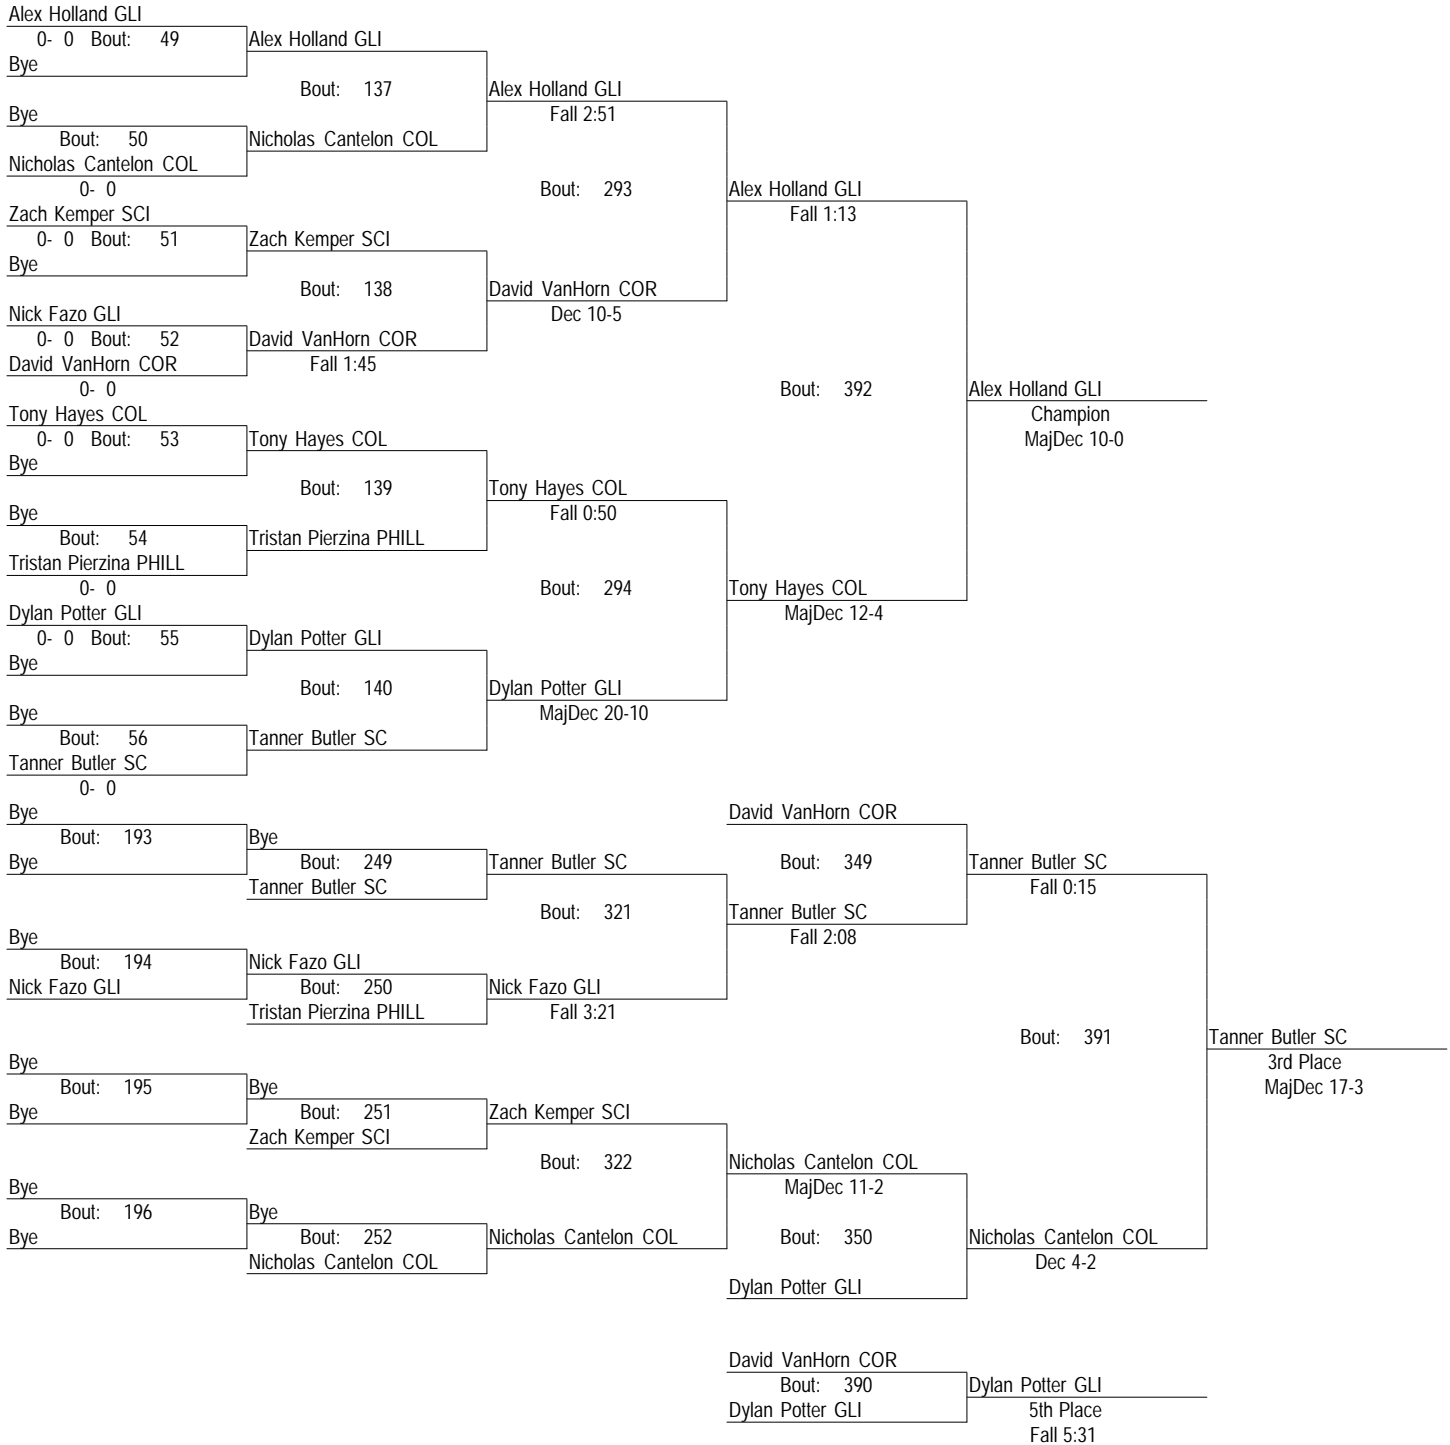 Alex Holland GLI
0- 0 Bout: 49 Alex Holland GLI
Bye
Bout: 137 Alex Holland GLI
Bye Fall 2:51
Bout: 50 Nicholas Cantelon COL
Nicholas Cantelon COL
0- 0 Bout: 293 Alex Holland GLI
Zach Kemper SCI Fall 1:13
0- 0 Bout: 51 Zach Kemper SCI
Bye
Bout: 138 David VanHorn COR
Nick Fazo GLI Dec 10-5
0- 0 Bout: 52 David VanHorn COR
David VanHorn COR Fall 1:45
0- 0 Bout: 392 Alex Holland GLI
Tony Hayes COL Champion
0- 0 Bout: 53 Tony Hayes COL MajDec 10-0
Bye
Bout: 139 Tony Hayes COL
Bye Fall 0:50
Bout: 54 Tristan Pierzina PHILL
Tristan Pierzina PHILL
0- 0 Bout: 294 Tony Hayes COL
Dylan Potter GLI MajDec 12-4
0- 0 Bout: 55 Dylan Potter GLI
Bye
Bout: 140 Dylan Potter GLI
Bye MajDec 20-10
Bout: 56 Tanner Butler SC
Tanner Butler SC
0- 0
Bye David VanHorn COR
Bout: 193 Bye
Bye Bout: 249 Tanner Butler SC Bout: 349 Tanner Butler SC
Tanner Butler SC Fall 0:15
Bout: 321 Tanner Butler SC
Bye Fall 2:08
Bout: 194 Nick Fazo GLI
Nick Fazo GLI Bout: 250 Nick Fazo GLI
Tristan Pierzina PHILL Fall 3:21
Bout: 391 Tanner Butler SC
Bye 3rd Place
Bout: 195 Bye MajDec 17-3
Bye Bout: 251 Zach Kemper SCI
Zach Kemper SCI
Bout: 322 Nicholas Cantelon COL
Bye MajDec 11-2
Bout: 196 Bye
Bye Bout: 252 Nicholas Cantelon COL Bout: 350 Nicholas Cantelon COL
Nicholas Cantelon COL Dec 4-2
Dylan Potter GLI
David VanHorn COR
Bout: 390 Dylan Potter GLI
Dylan Potter GLI 5th Place
Fall 5:31